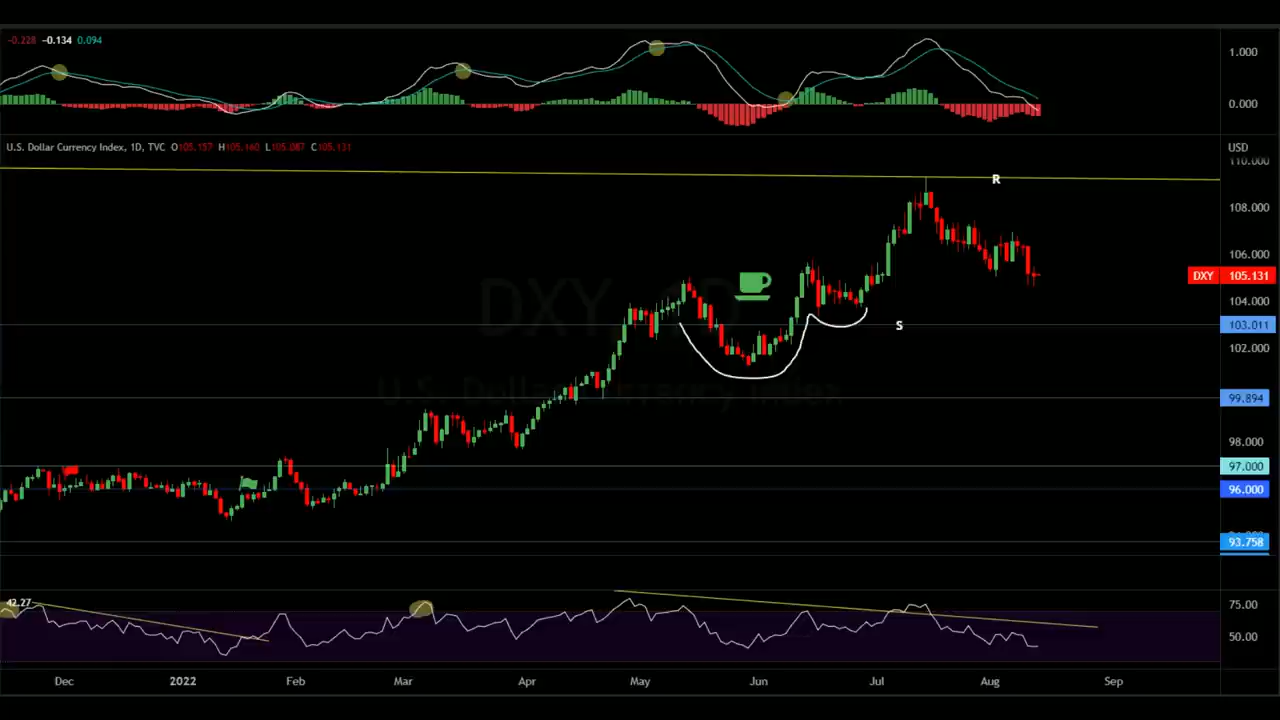 -0.228 -0.134 0.094
1.000
0.000
U.S. Dollar Currency Index, 1D, TVC O105.157 H105.160 L105.087 C105.131
USD
110.000
R
108.000
106.000
DXY 105.131
104.000
S
103.011
102.000
99.894
98.000
97.000
96.000
93.758
42.27
75.00
50.00
Dec 2022 Feb Mar Apr May Jun Jul Aug Sep